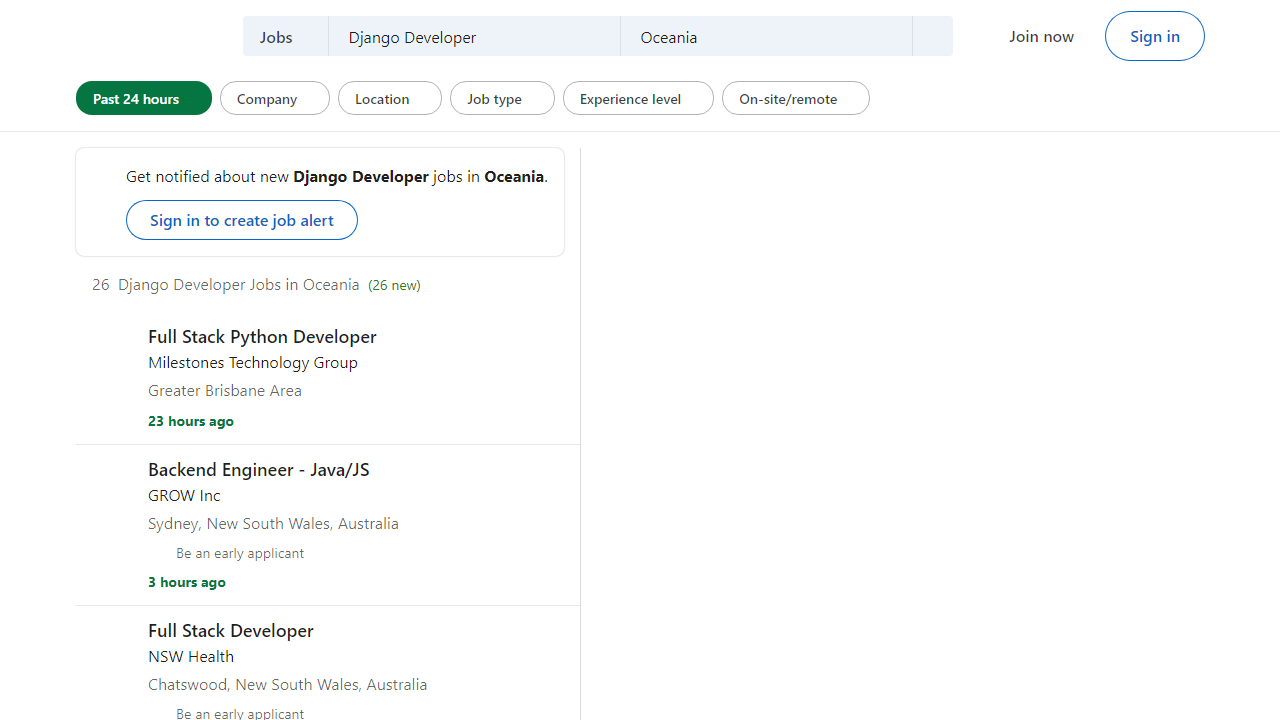 Jobs Django Developer Oceania Join now Sign in
Past 24 hours Company Location Job type Experience level On-site/remote
Get notified about new Django Developer jobs in Oceania.
Sign in to create job alert
26 Django Developer Jobs in Oceania (26 new)
Full Stack Python Developer
Milestones Technology Group
Greater Brisbane Area
23 hours ago
Backend Engineer - Java/JS
GROW Inc
Sydney, New South Wales, Australia
Be an early applicant
3 hours ago
Full Stack Developer
NSW Health
Chatswood, New South Wales, Australia
Be an early applicant